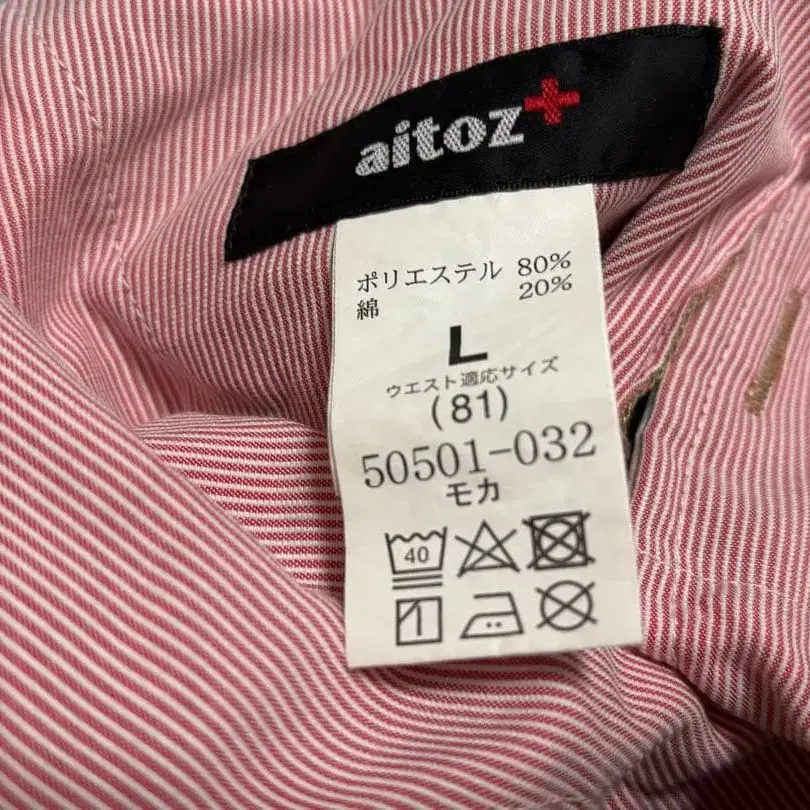 aitoz+
ポリエステル 80%
綿 20%
L
ウエスト適応サイズ
(81)
50501-032
モカ
40